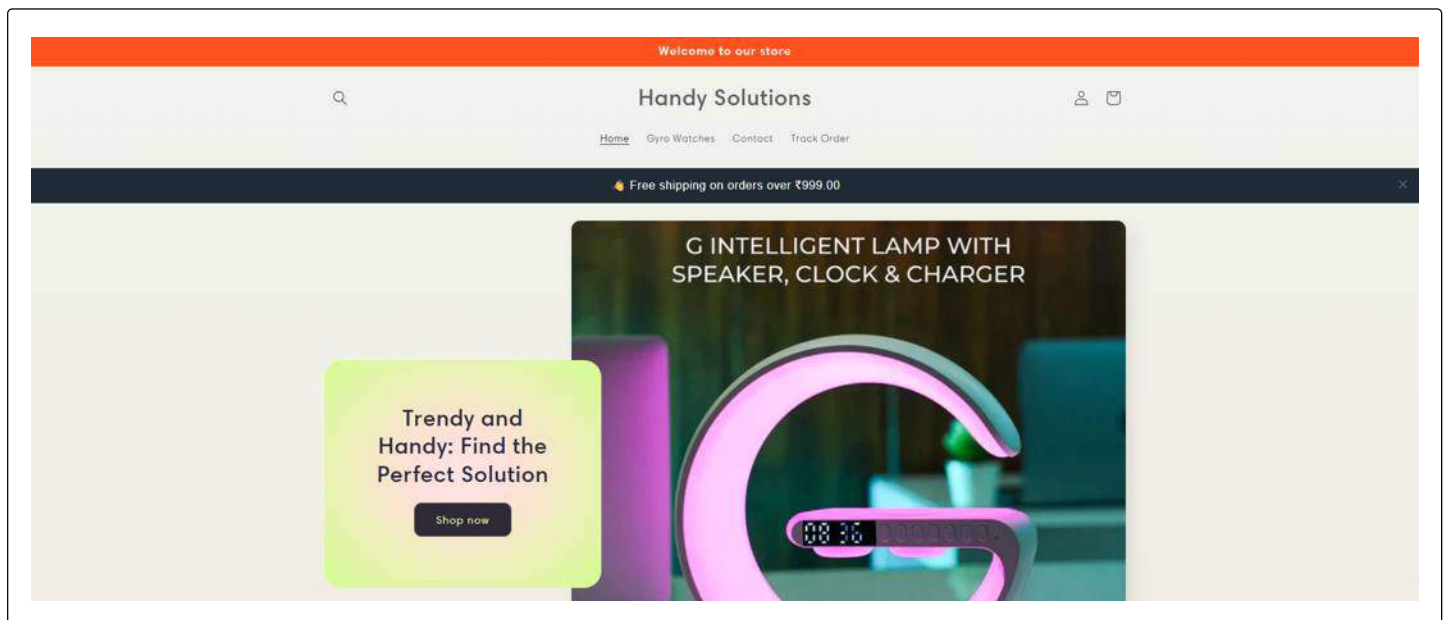 Welcome to our store
Handy Solutions
Home Gyro Watches Contact Track Order
👋 Free shipping on orders over ₹999.00
G INTELLIGENT LAMP WITH
SPEAKER, CLOCK & CHARGER
Trendy and
Handy: Find the
Perfect Solution
Shop now
08 36